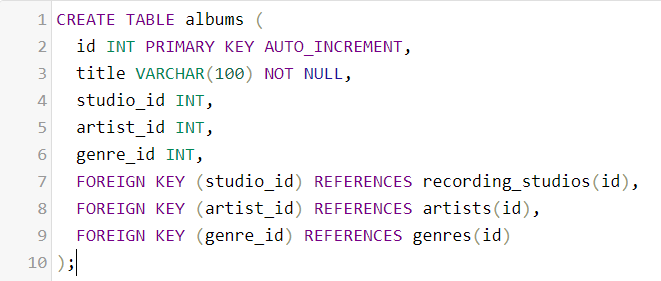 1 CREATE TABLE albums (
2 id INT PRIMARY KEY AUTO_INCREMENT,
3 title VARCHAR(100) NOT NULL,
4 studio_id INT,
5 artist_id INT,
6 genre_id INT,
7 FOREIGN KEY (studio_id) REFERENCES recording_studios(id),
8 FOREIGN KEY (artist_id) REFERENCES artists(id),
9 FOREIGN KEY (genre_id) REFERENCES genres(id)
10 );